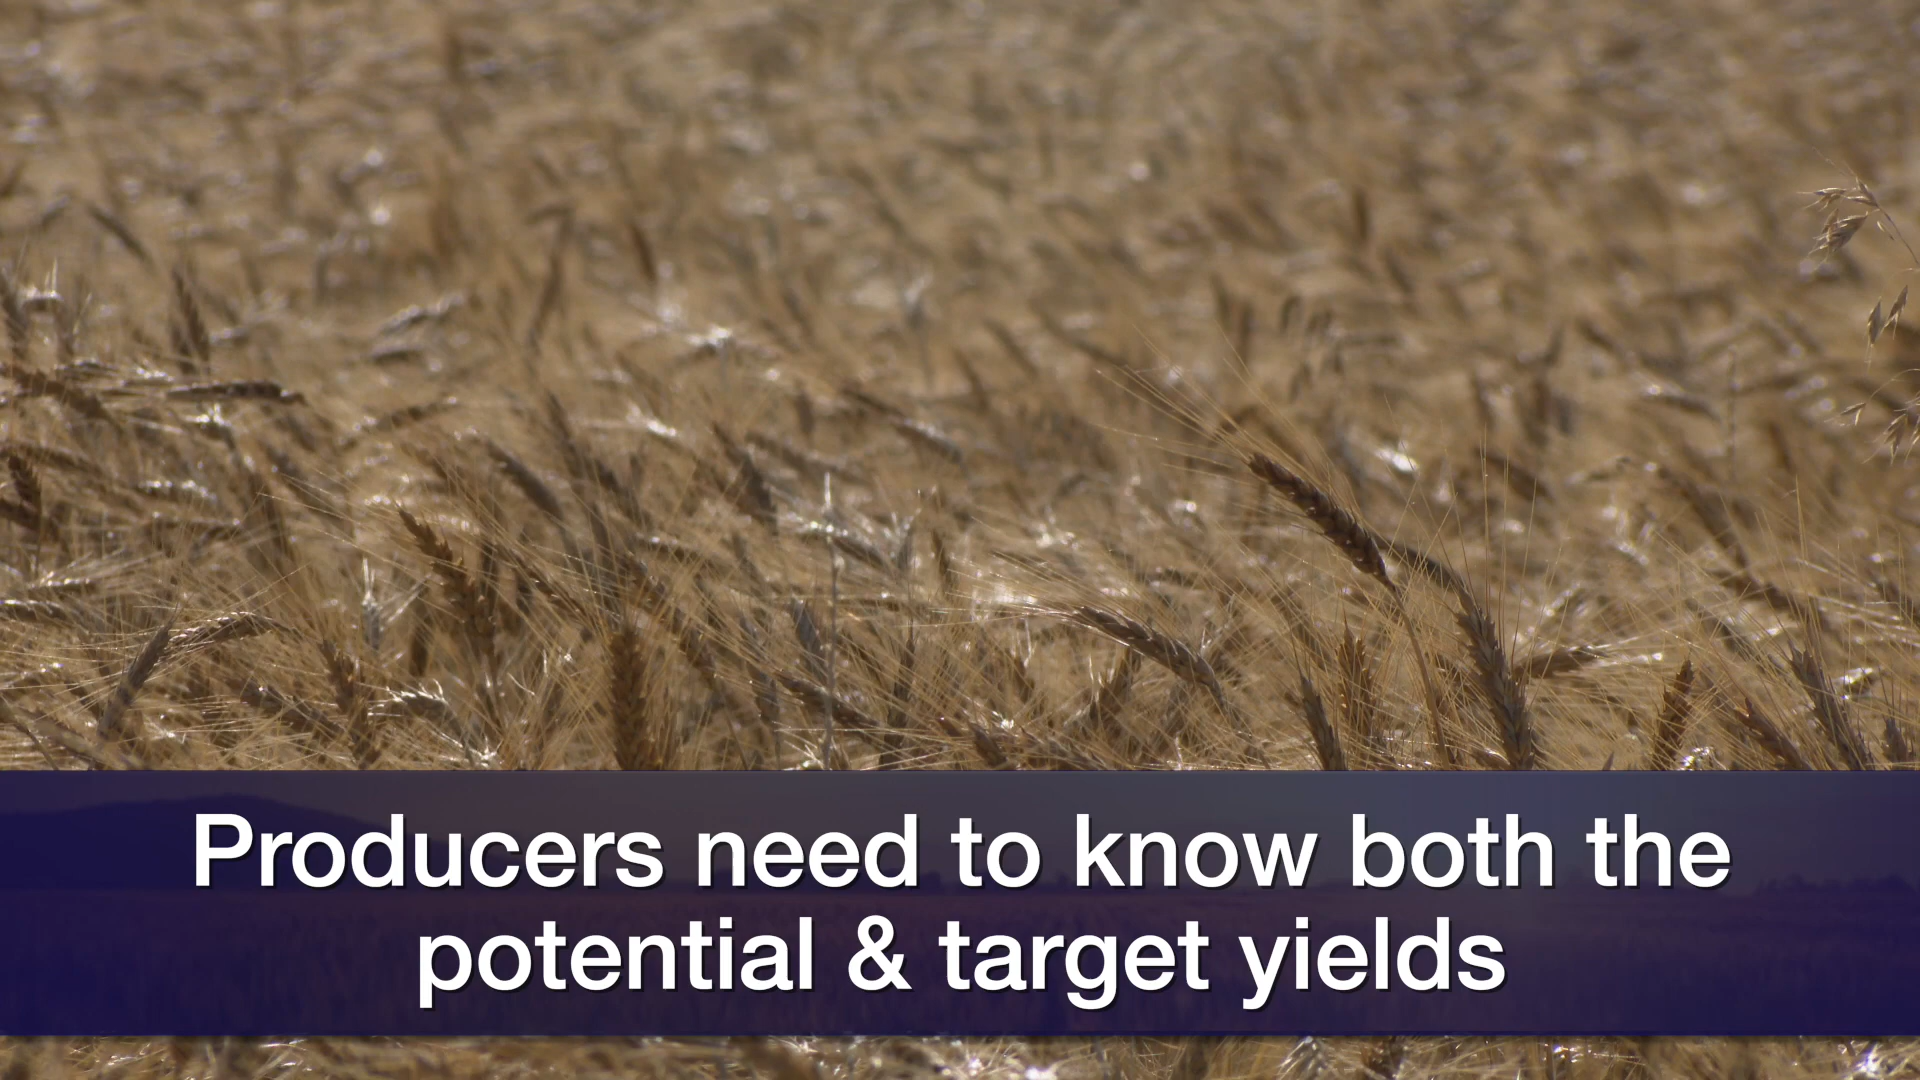 Producers need to know both the
potential & target yields